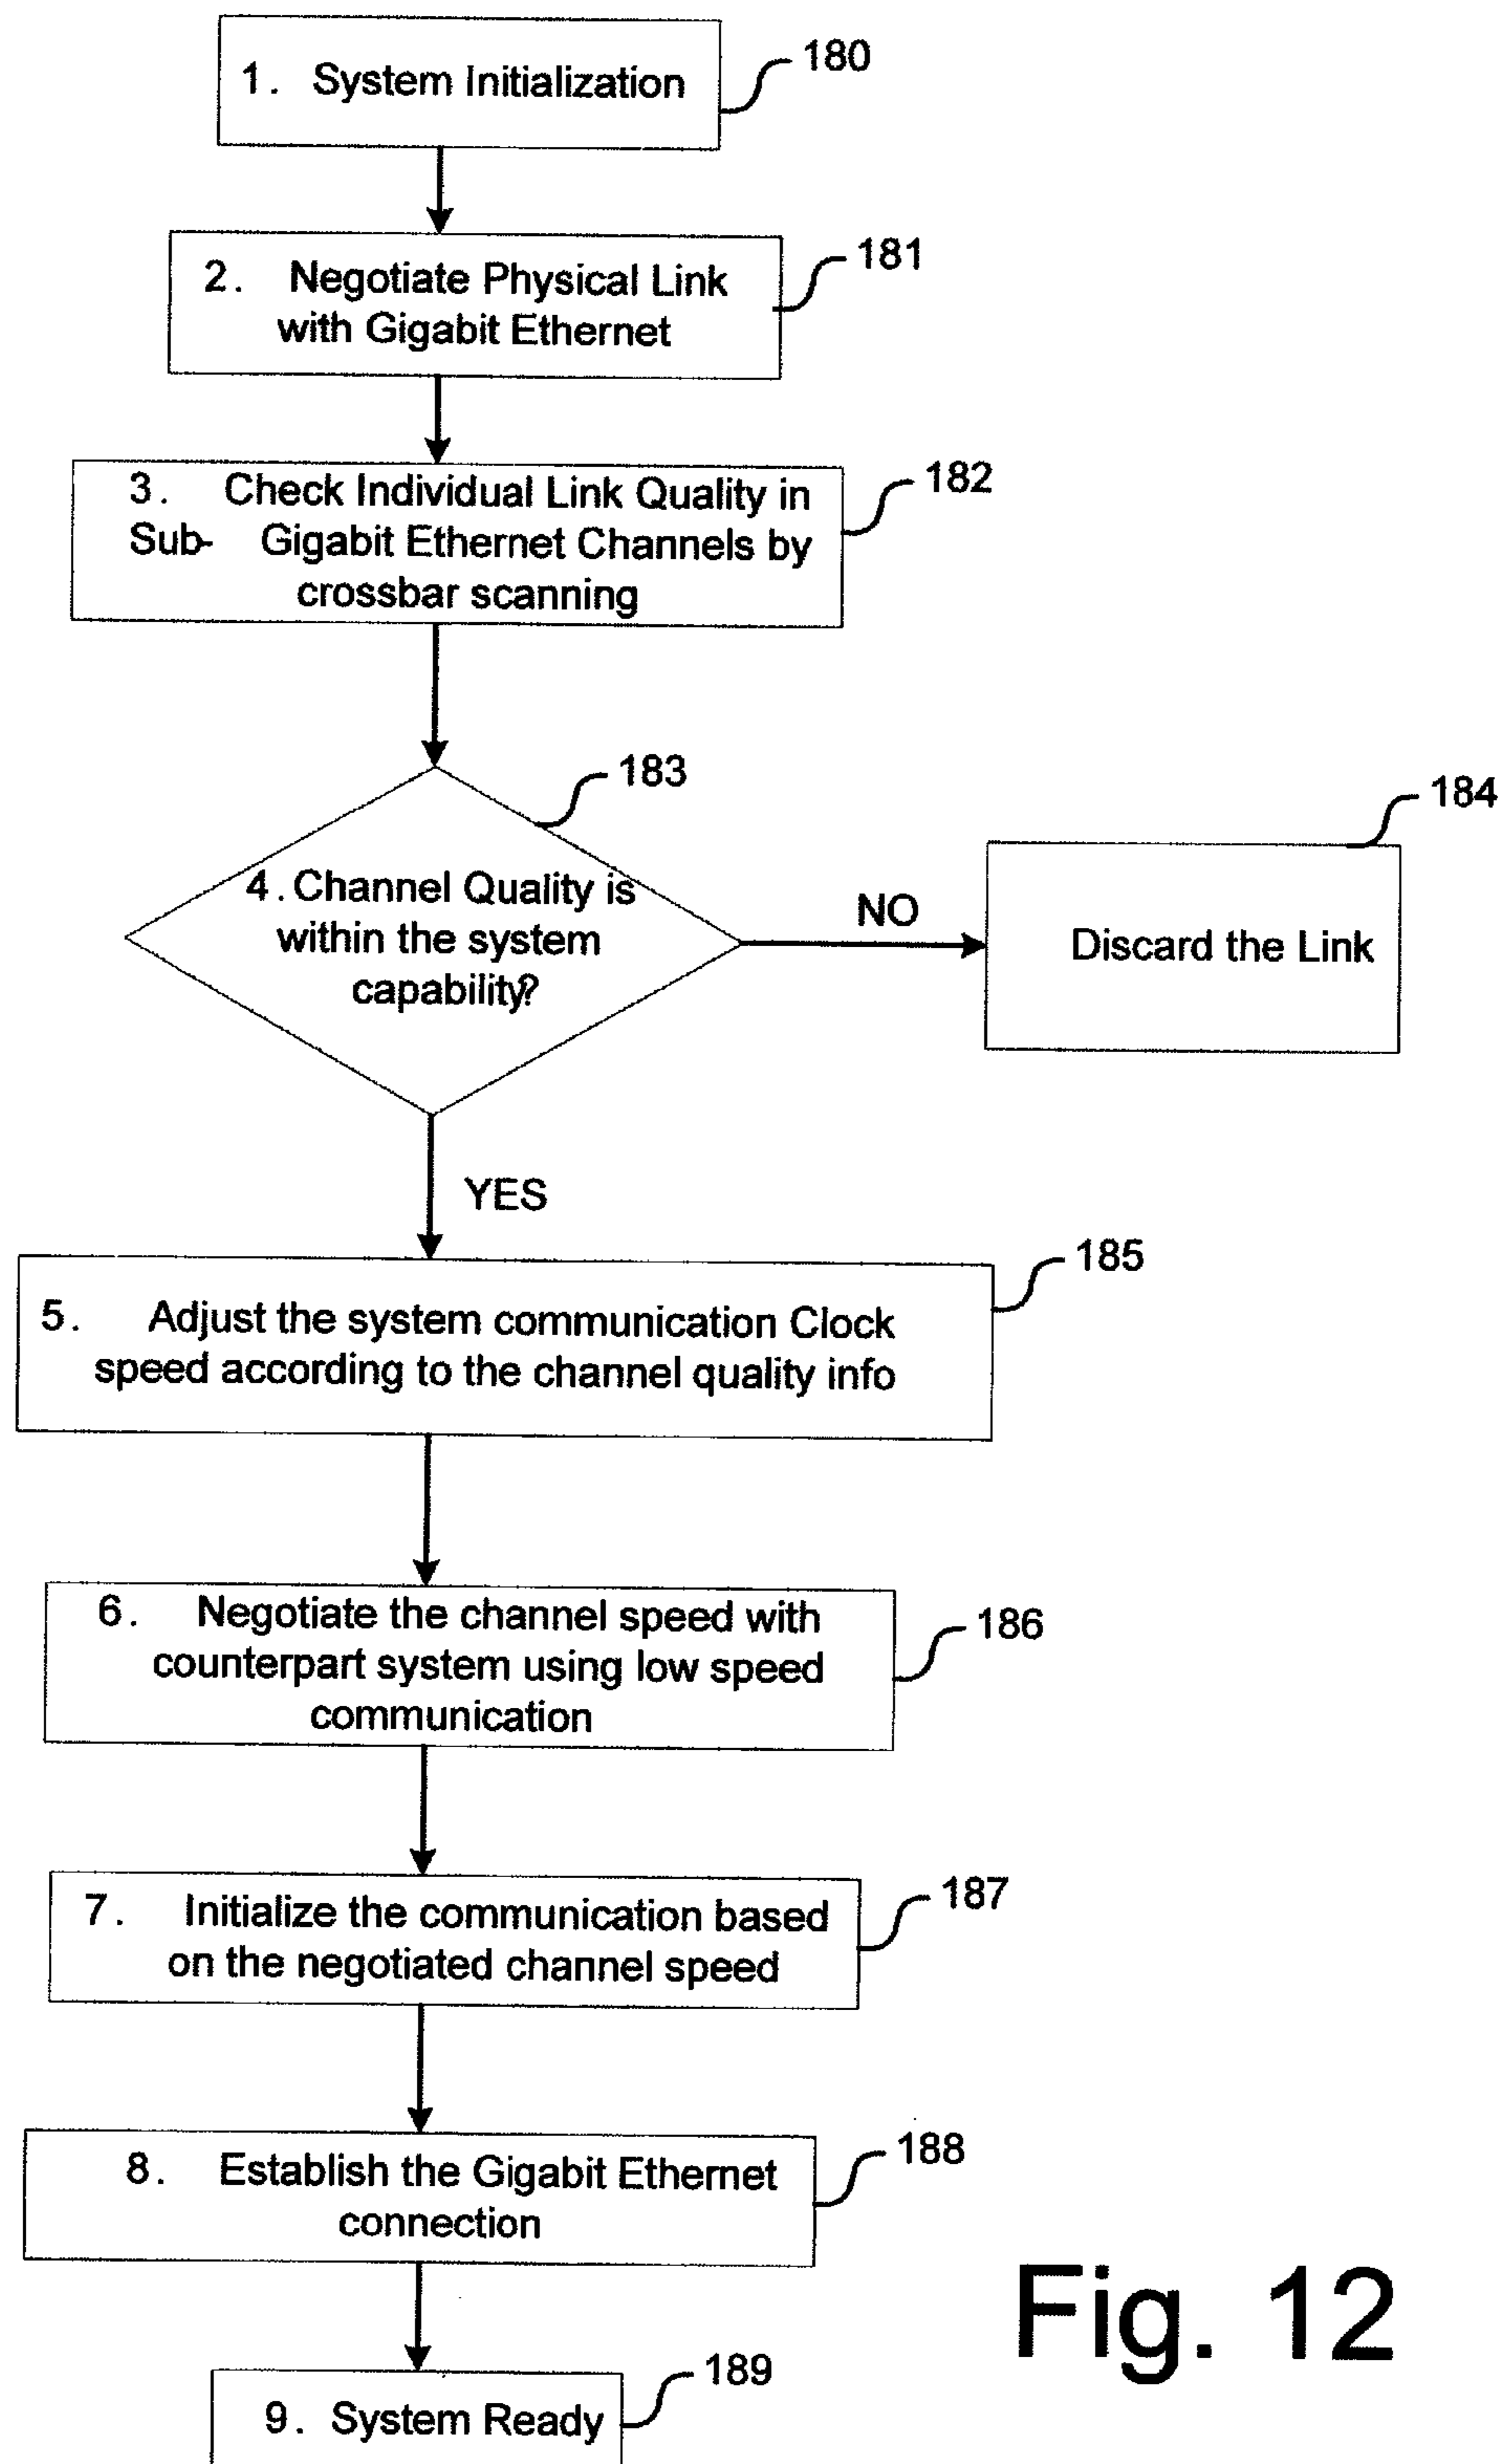 1. System Initialization
180
2. Negotiate Physical Link
with Gigabit Ethernet
181
3. Check Individual Link Quality in
Sub- Gigabit Ethernet Channels by
crossbar scanning
182
183
4. Channel Quality is
within the system
capability?
NO
184
Discard the Link
YES
185
5. Adjust the system communication Clock
speed according to the channel quality info
6. Negotiate the channel speed with
counterpart system using low speed
communication
186
7. Initialize the communication based
on the negotiated channel speed
187
8. Establish the Gigabit Ethernet
connection
188
Fig. 12
9. System Ready
189